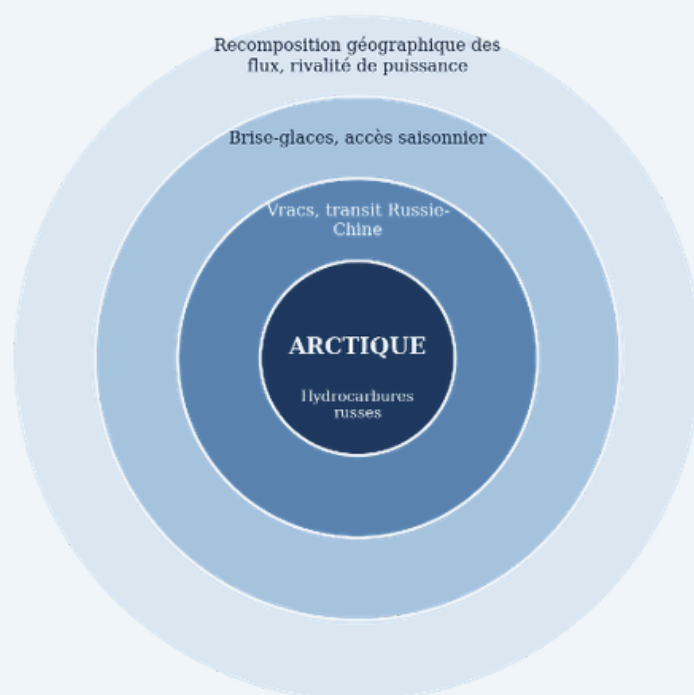 Recomposition géographique des
flux, rivalité de puissance
Brise-glaces, accès saisonnier
Vracs, transit Russie-
Chine
ARCTIQUE
Hydrocarbures
russes